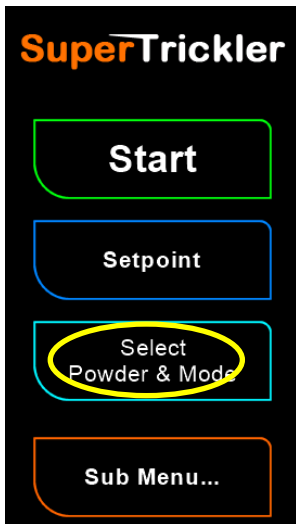 SuperTrickler
Start
Setpoint
Select
Powder & Mode
Sub Menu...